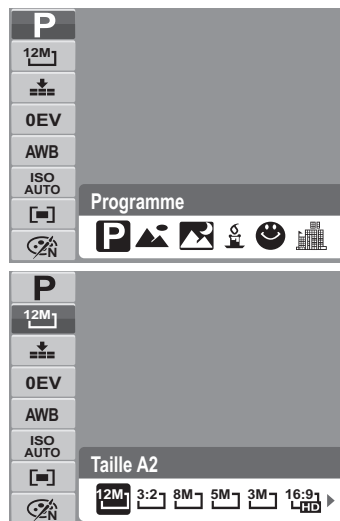 P
12M
0EV
AWB
ISO
AUTO
N
Programme
P
P
12M
0EV
AWB
ISO
AUTO
N
Taille A2
12M 3:2 8M 5M 3M 16:9 HD